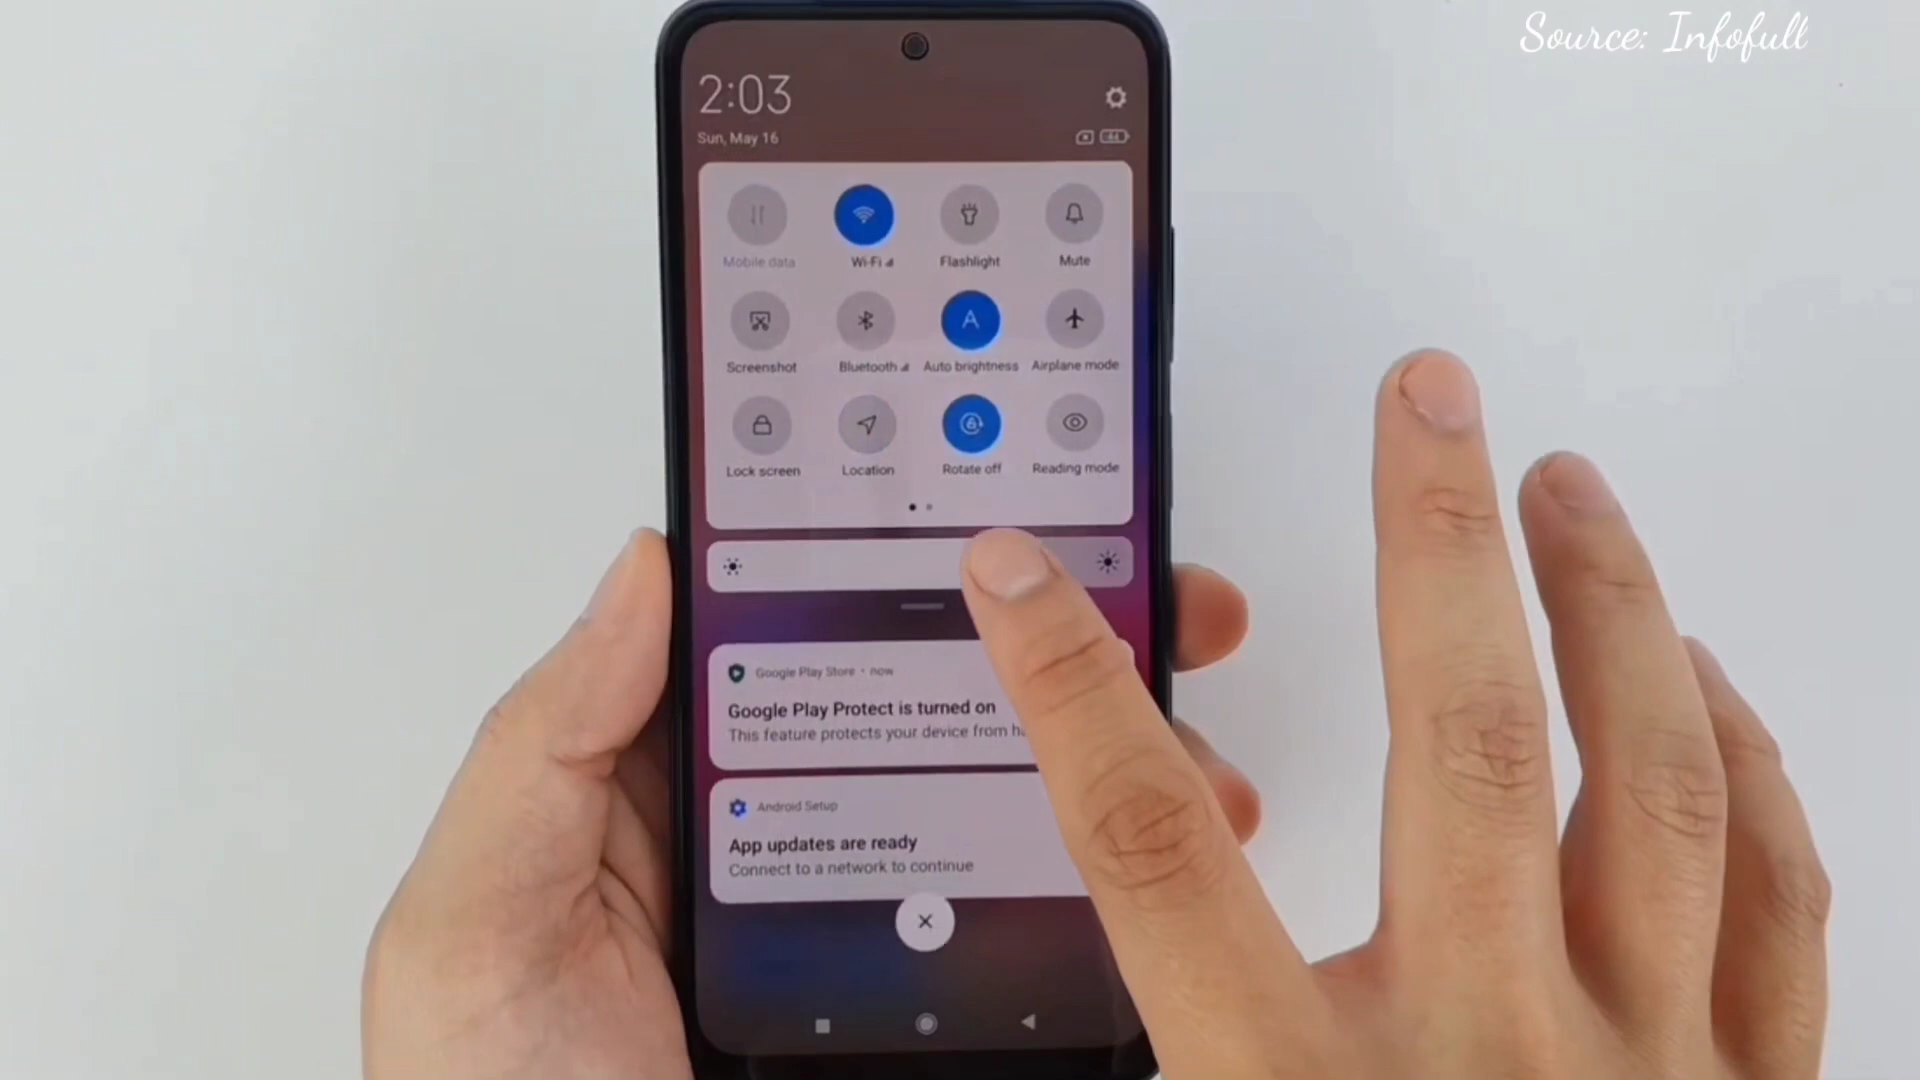 Source: Infofull
2:03
Sun, May 16
44
Mobile data
Wi-Fi
Flashlight
Mute
A
Screenshot
Bluetooth
Auto brightness
Airplane mode
Lock screen
Location
Rotate off
Reading mode
Google Play Store • now
Google Play Protect is turned on
This feature protects your device from
Android Setup
App updates are ready
Connect to a network to continue